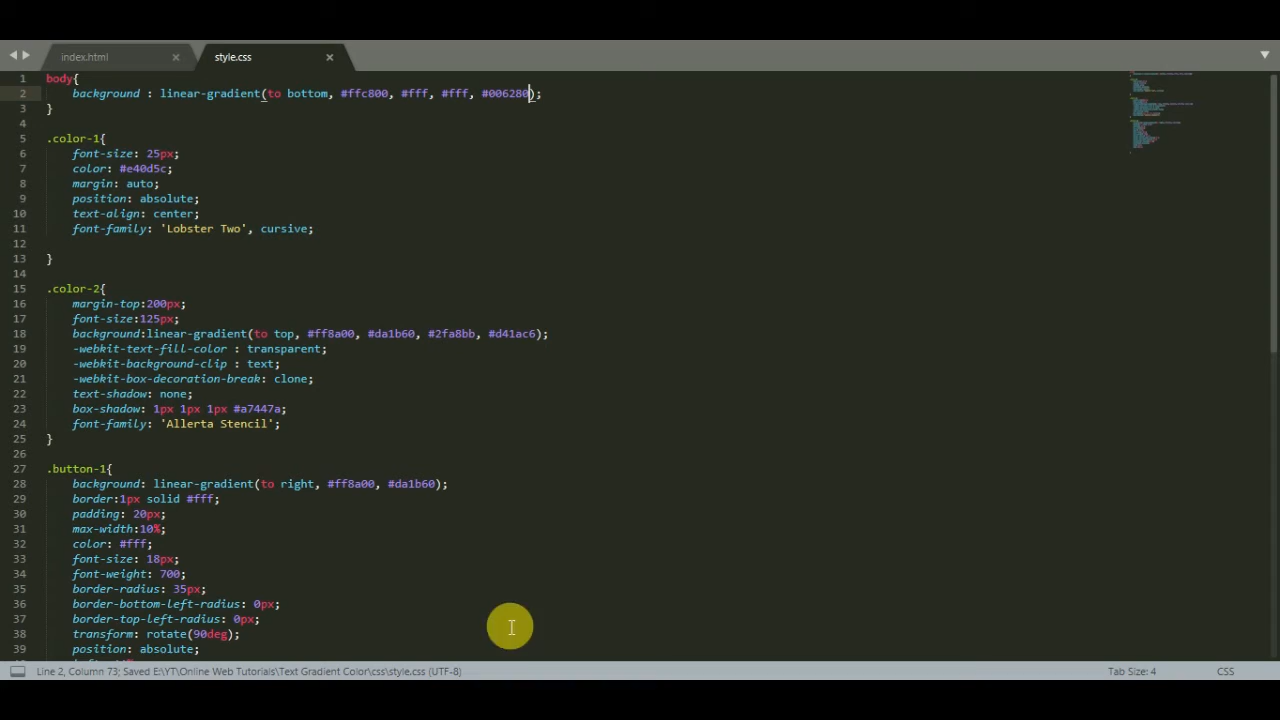 index.html
style.css
1 body{
2 background : linear-gradient(to bottom, #ffc800, #fff, #fff, #006280);
3 }
4
5 .color-1{
6 font-size: 25px;
7 color: #e40d5c;
8 margin: auto;
9 position: absolute;
10 text-align: center;
11 font-family: 'Lobster Two', cursive;
12
13 }
14
15 .color-2{
16 margin-top:200px;
17 font-size:125px;
18 background:linear-gradient(to top, #ff8a00, #da1b60, #2fa8bb, #d41ac6);
19 -webkit-text-fill-color : transparent;
20 -webkit-background-clip : text;
21 -webkit-box-decoration-break: clone;
22 text-shadow: none;
23 box-shadow: 1px 1px 1px #a7447a;
24 font-family: 'Allerta Stencil';
25 }
26
27 .button-1{
28 background: linear-gradient(to right, #ff8a00, #da1b60);
29 border:1px solid #fff;
30 padding: 20px;
31 max-width:10%;
32 color: #fff;
33 font-size: 18px;
34 font-weight: 700;
35 border-radius: 35px;
36 border-bottom-left-radius: 0px;
37 border-top-left-radius: 0px;
38 transform: rotate(90deg);
39 position: absolute;
Line 2, Column 73; Saved E:\YT\Online Web Tutorials\Text Gradient Color\css\style.css (UTF-8)
Tab Size: 4
CSS